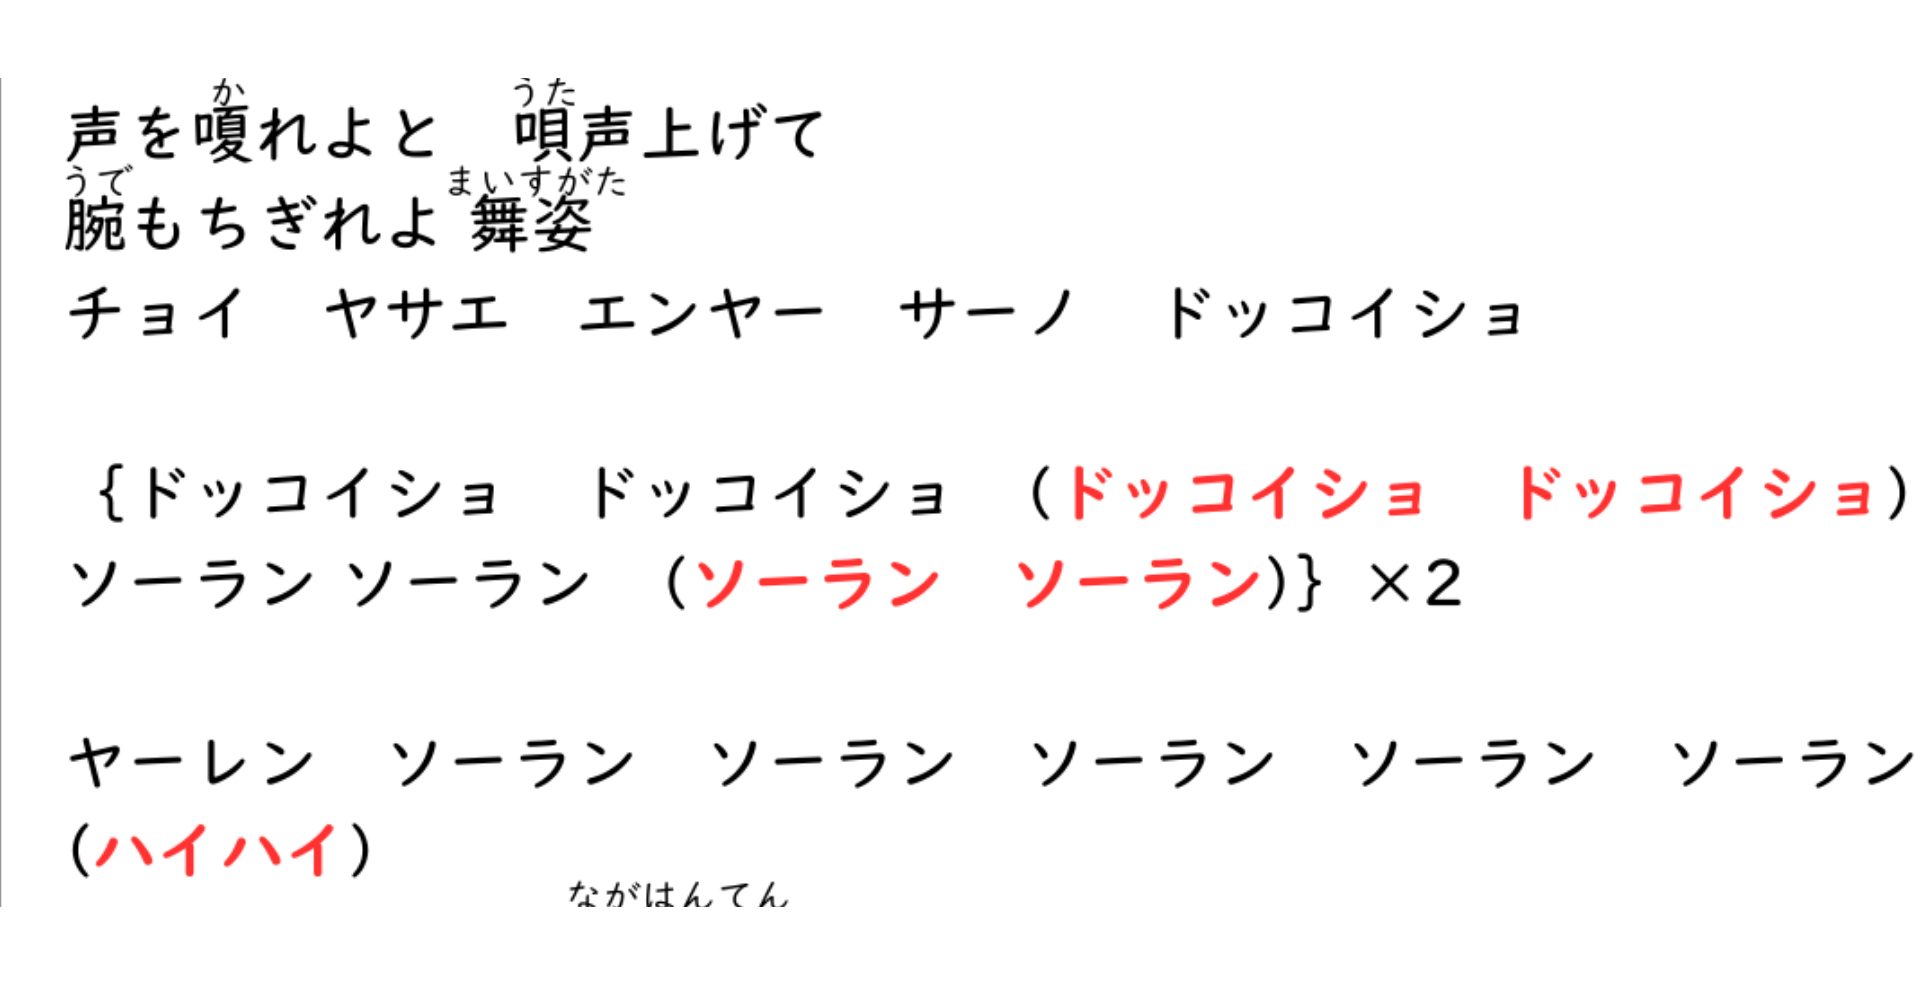 か　うた
声を嗄れよと　唄声上げて
うで　まいすがた
腕もちぎれよ 舞姿
チョイ　ヤサエ　エンヤー　サーノ　ドッコイショ
{ドッコイショ　ドッコイショ　(ドッコイショ　ドッコイショ)
ソーラン ソーラン　(ソーラン　ソーラン)} ×2
ヤーレン　ソーラン　ソーラン　ソーラン　ソーラン　ソーラン
(ハイハイ)
ながはんてん